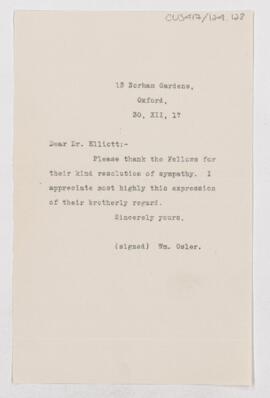 CUS417/124.128
13 Norham Gardens,
Oxford,
30, XII, 17
Dear Dr. Elliott:-
Please thank the Fellows for
their kind resolution of sympathy. I
appreciate most highly this expression
of their brotherly regard.
Sincerely yours,
(signed) Wm. Osler.